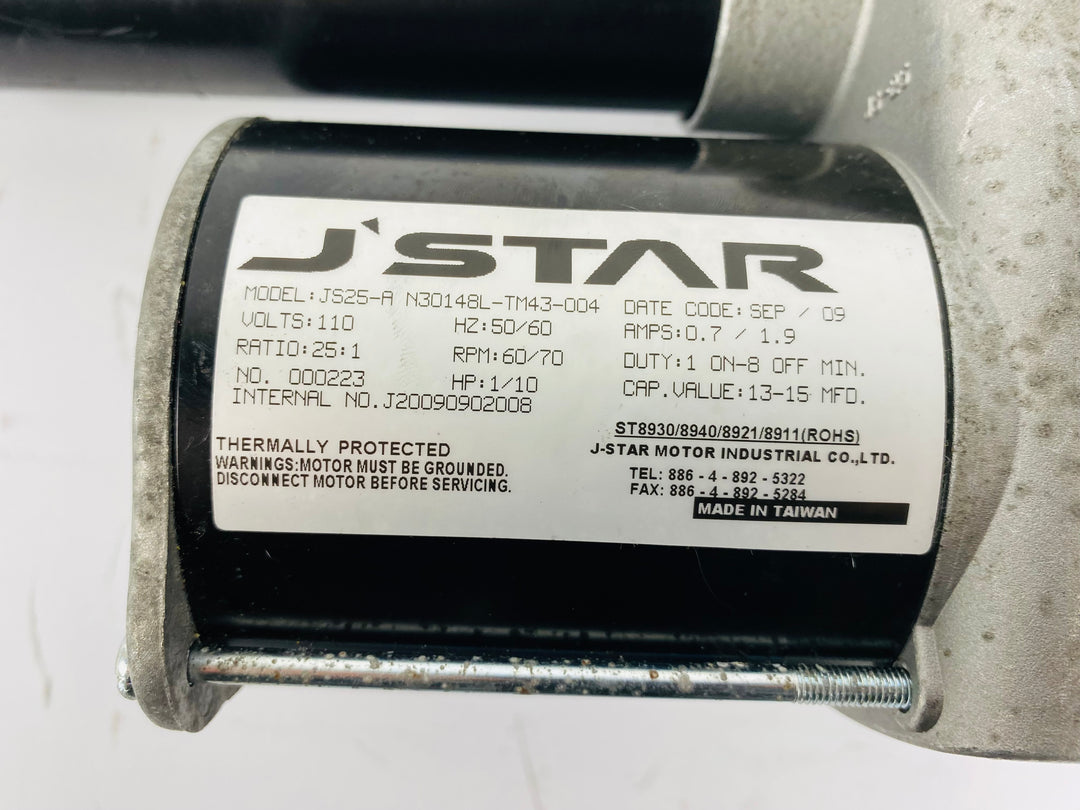 J'STAR
MODEL:JS25-A N30148L-TM43-004 DATE CODE:SEP / 09
VOLTS:110 HZ:50/60 AMPS:0.7 / 1.9
RATIO:25:1 RPM:60/70 DUTY:1 ON-8 OFF MIN.
NO. 000223 HP:1/10 CAP.VALUE:13-15 MFD.
INTERNAL NO.J20090902008
ST8930/8940/8921/8911(ROHS)
THERMALLY PROTECTED J-STAR MOTOR INDUSTRIAL CO.,LTD.
WARNINGS:MOTOR MUST BE GROUNDED. TEL: 886 - 4 - 892 - 5322
DISCONNECT MOTOR BEFORE SERVICING. FAX: 886 - 4 - 892 - 5284
MADE IN TAIWAN